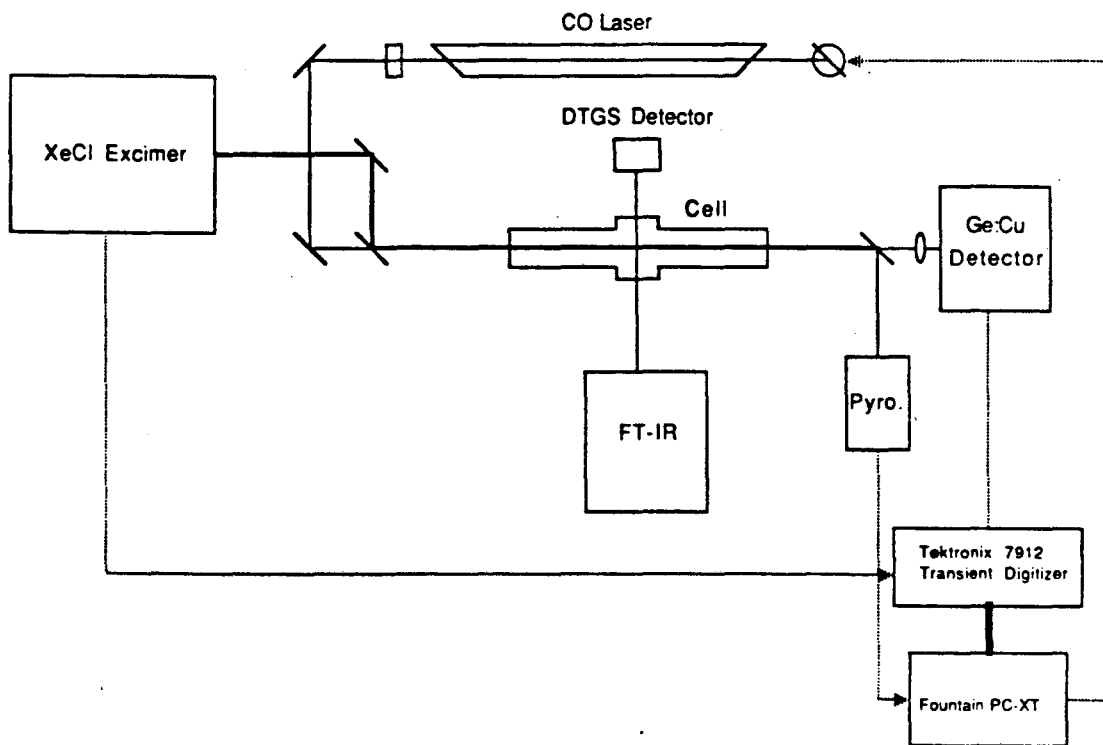 CO Laser
DTGS Detector
XeCl Excimer
Cell
Ge:Cu
Detector
Pyro.
FT-IR
Tektronix 7912
Transient Digitizer
Fountain PC-XT